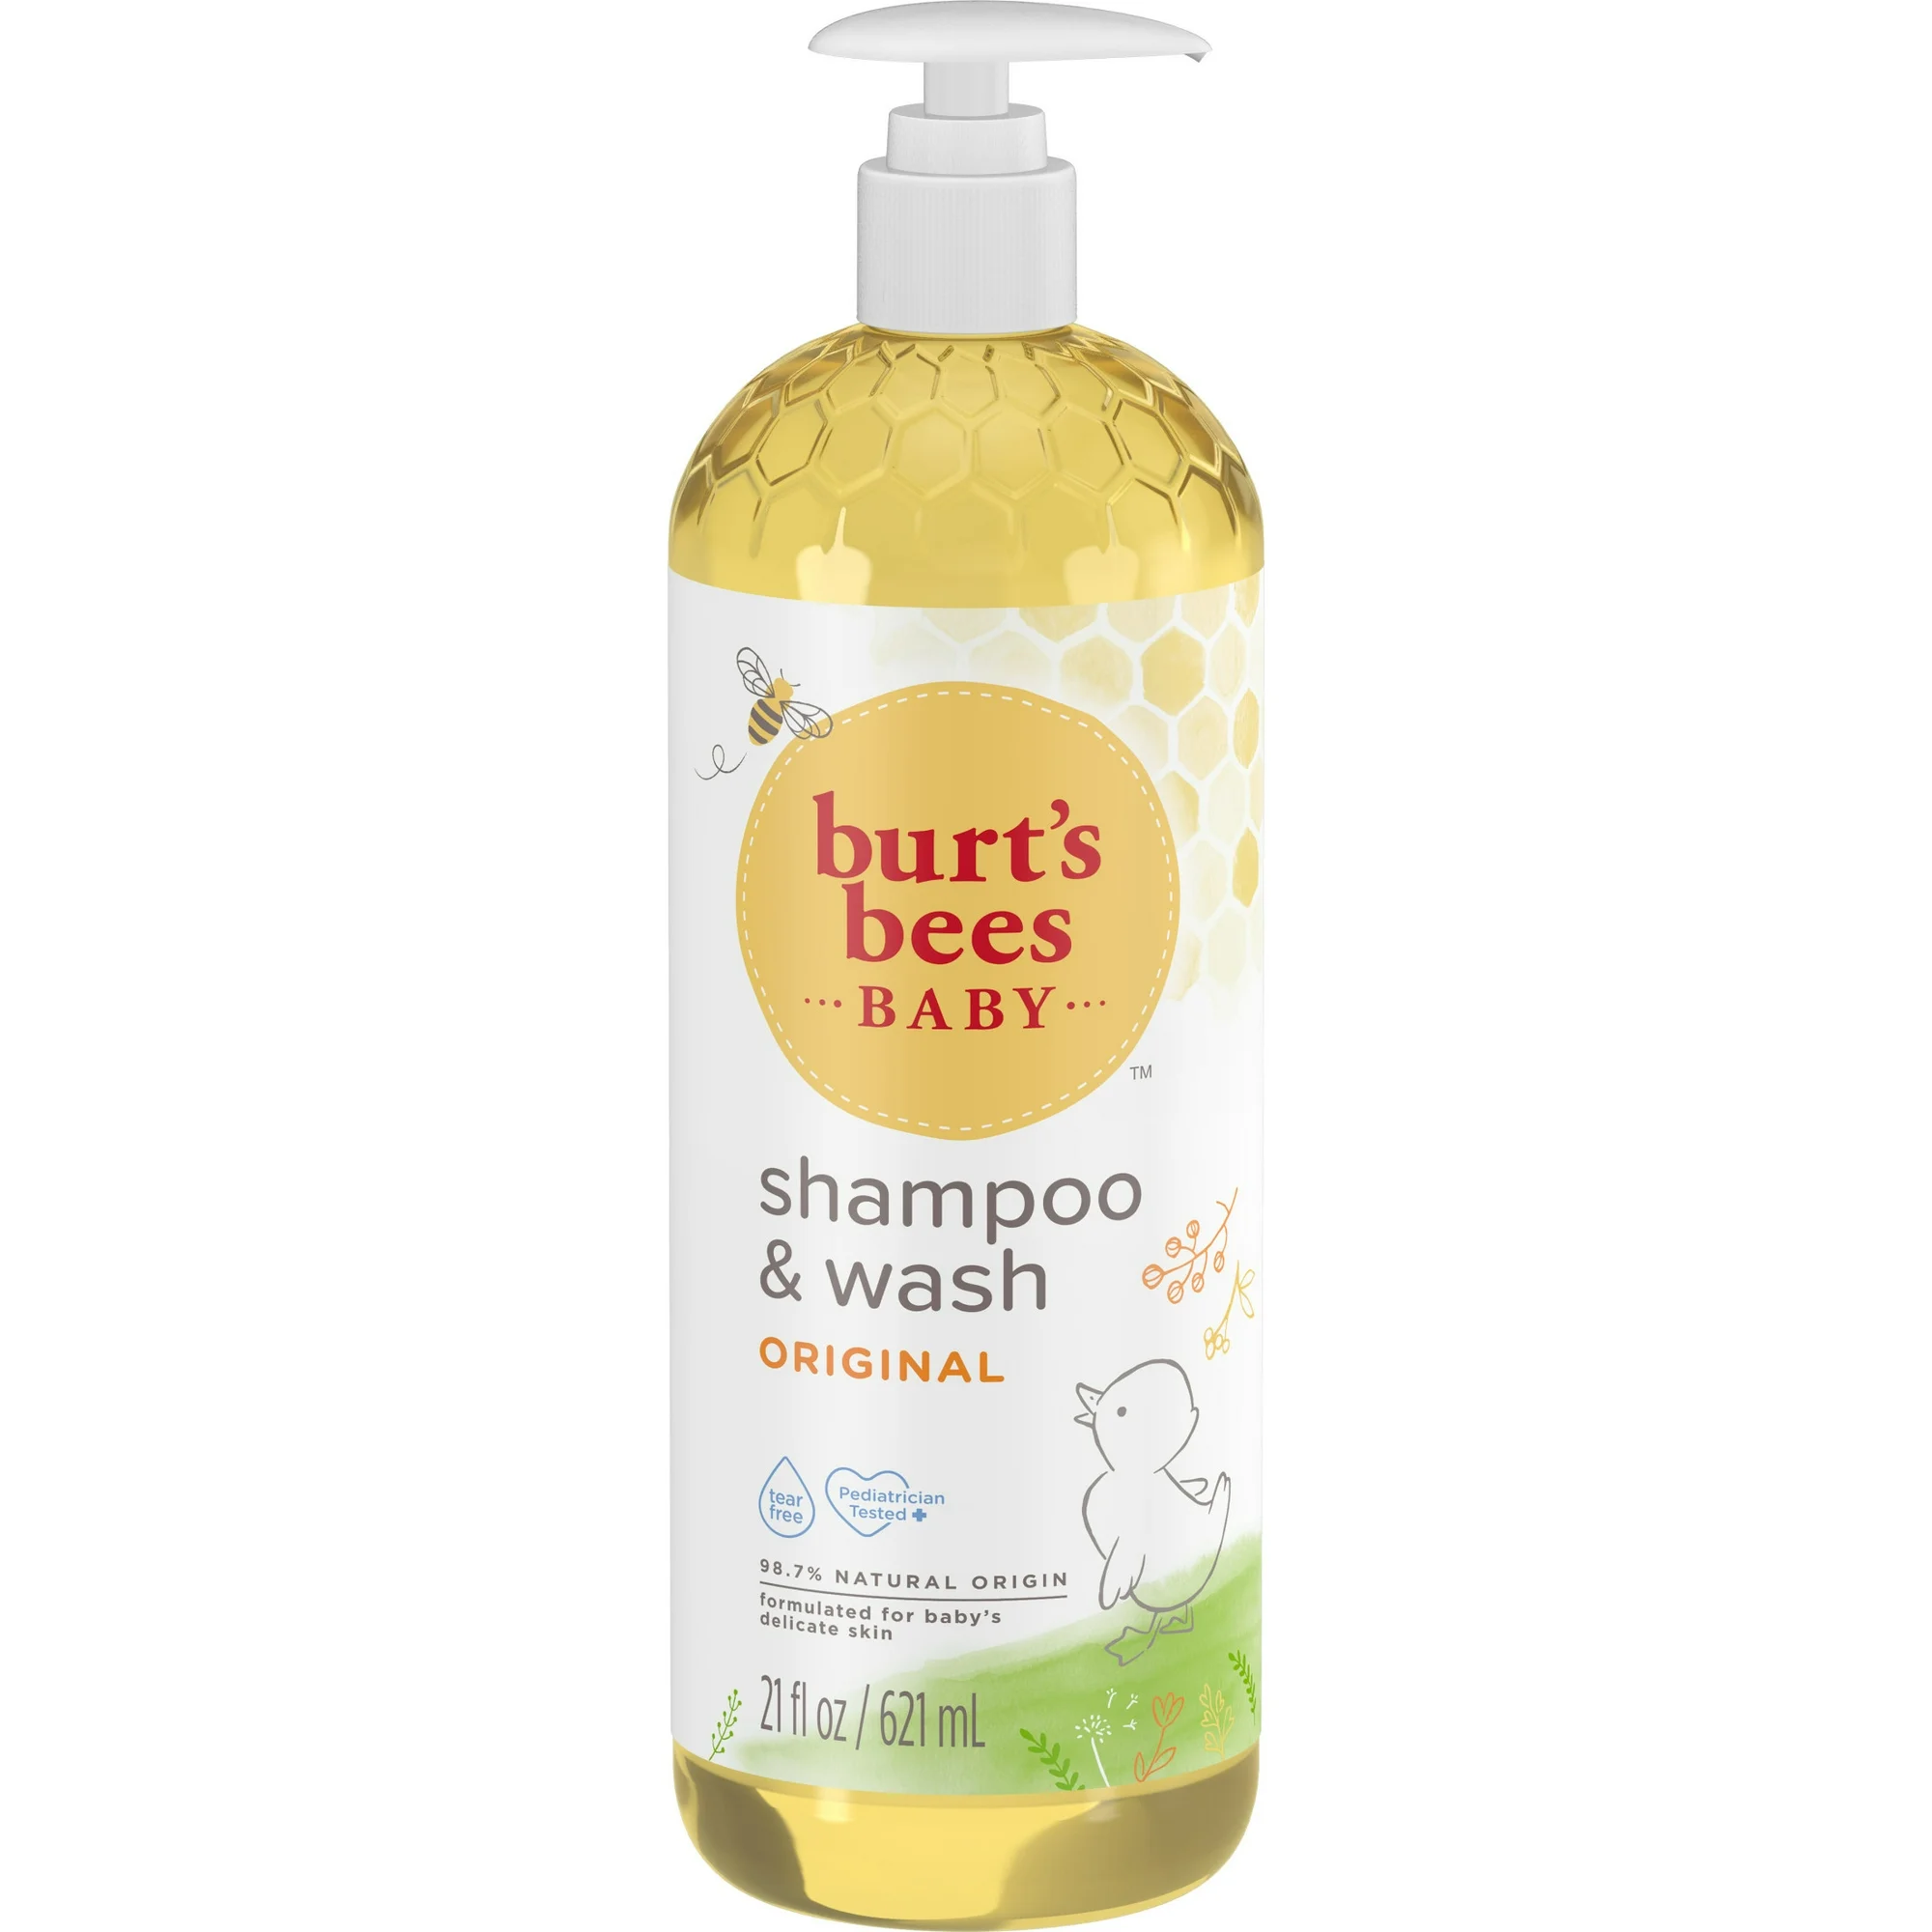 burt's
bees
···BABY···
TM
shampoo
& wash
ORIGINAL
tear
free
Pediatrician
Tested
98.7% NATURAL ORIGIN
formulated for baby's
delicate skin
21 fl oz / 621 mL